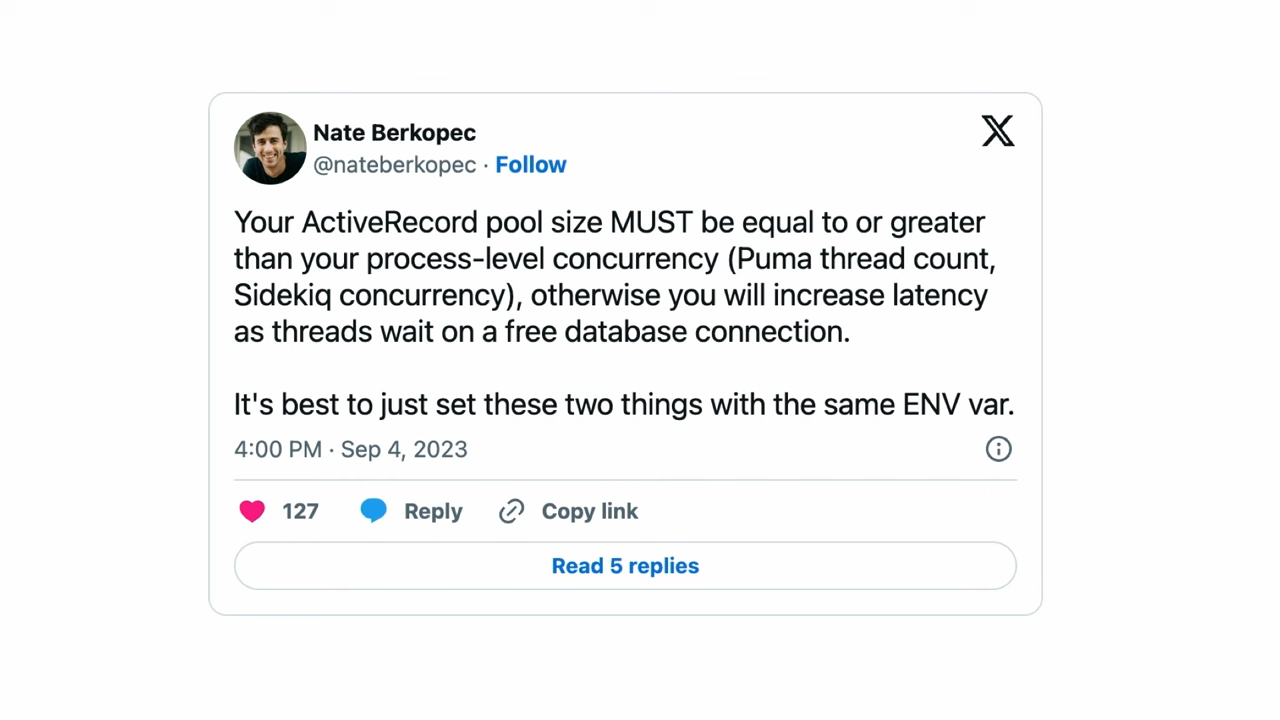 Nate Berkopec
@nateberkopec · Follow
Your ActiveRecord pool size MUST be equal to or greater
than your process-level concurrency (Puma thread count,
Sidekiq concurrency), otherwise you will increase latency
as threads wait on a free database connection.
It's best to just set these two things with the same ENV var.
4:00 PM · Sep 4, 2023
127 Reply Copy link
Read 5 replies